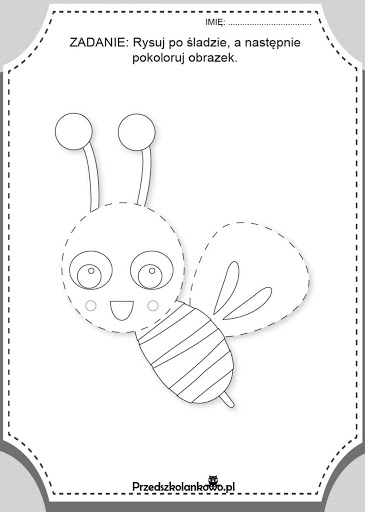 IMIĘ: ....................................
ZADANIE: Rysuj po śladzie, a następnie
pokoloruj obrazek.
Przedszkolankowo.pl